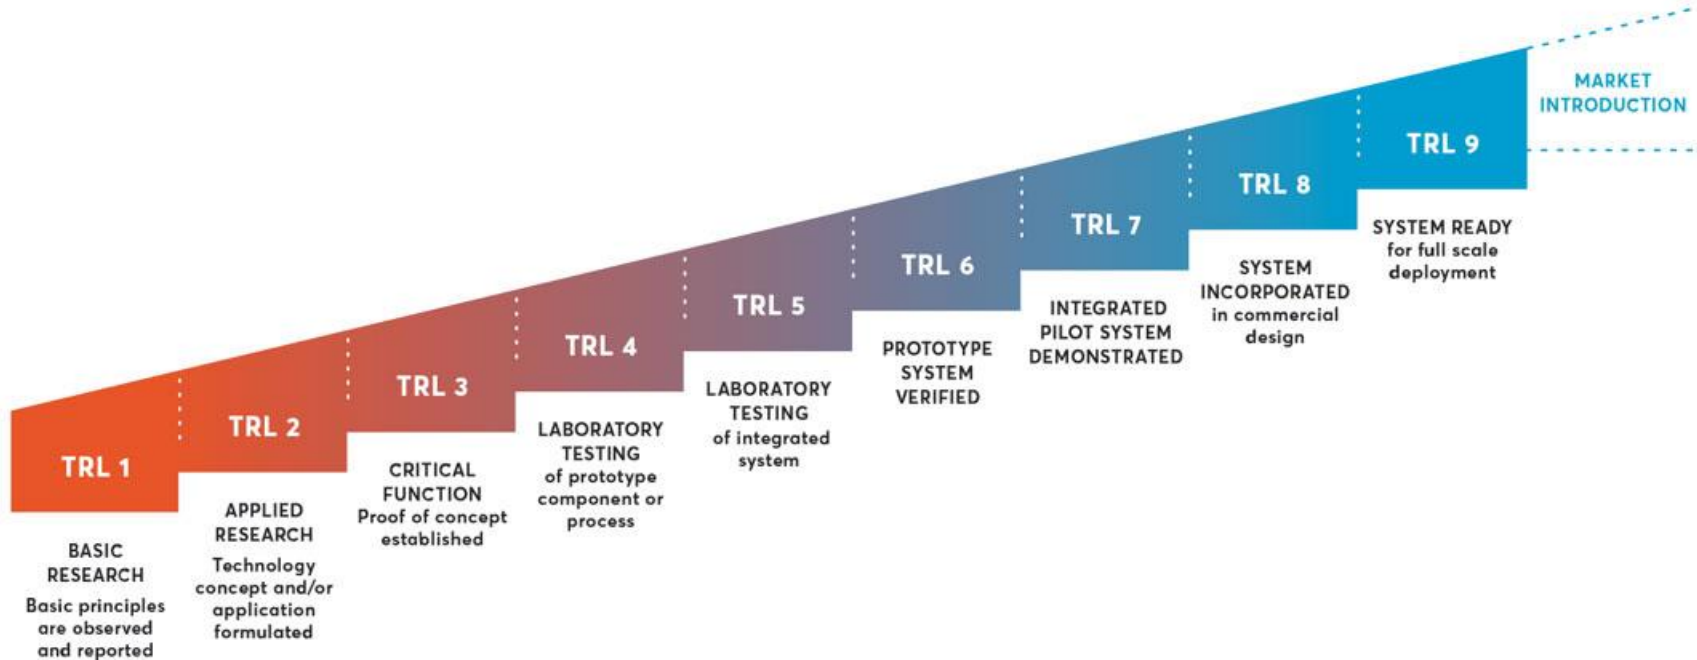 TRL 1
BASIC
RESEARCH
Basic principles
are observed
and reported
TRL 2
APPLIED
RESEARCH
Technology
concept and/or
application
formulated
TRL 3
CRITICAL
FUNCTION
Proof of concept
established
TRL 4
LABORATORY
TESTING
of prototype
component or
process
TRL 5
LABORATORY
TESTING
of integrated
system
TRL 6
PROTOTYPE
SYSTEM
VERIFIED
TRL 7
INTEGRATED
PILOT SYSTEM
DEMONSTRATED
TRL 8
SYSTEM
INCORPORATED
in commercial
design
TRL 9
SYSTEM READY
for full scale
deployment
MARKET
INTRODUCTION